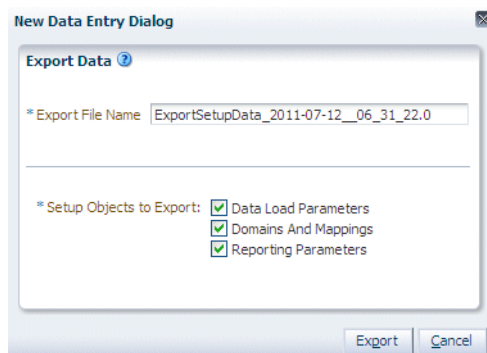 New Data Entry Dialog
Export Data
* Export File Name ExportSetupData_2011-07-12__06_31_22.0
* Setup Objects to Export: Data Load Parameters
Domains And Mappings
Reporting Parameters
Export Cancel